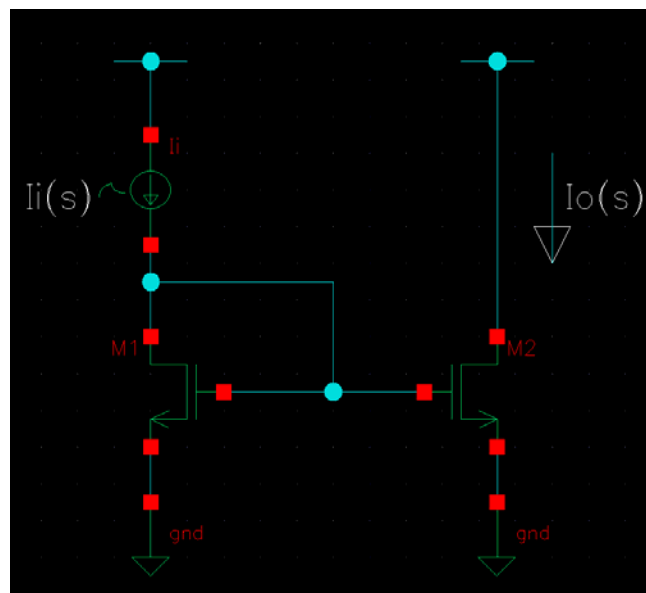 Ii
Ii(s)
Io(s)
M1
M2
gnd
gnd